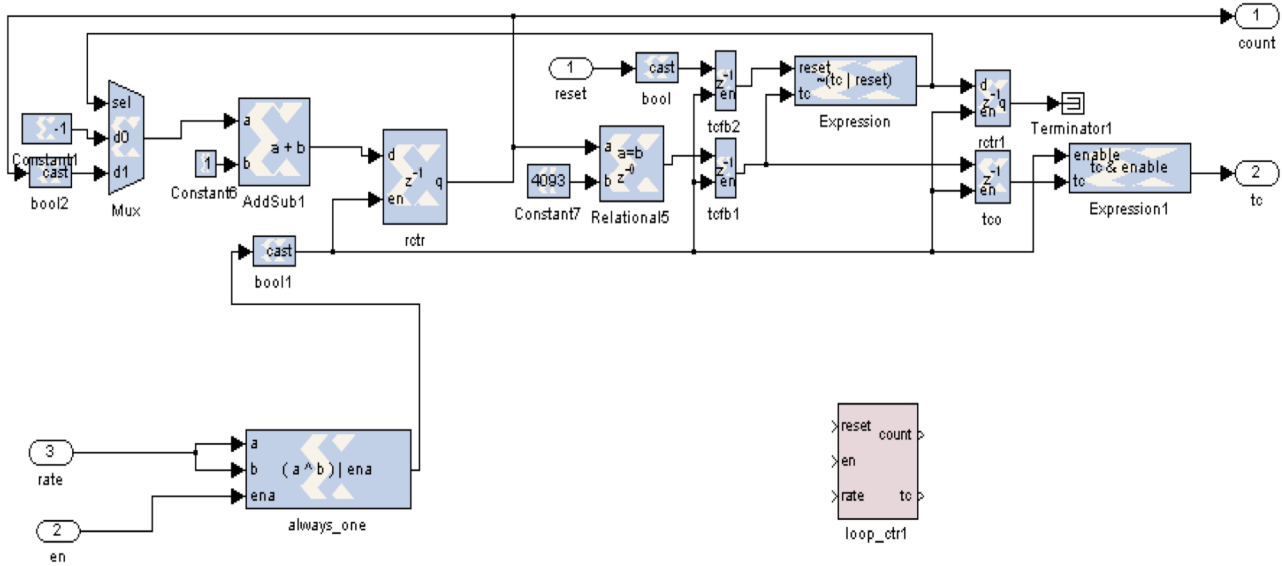 1
count
sel
d0
d1
Mux
-1
Constant1
cast
bool2
a
b
a + b
AddSub1
1
Constant6
d
en
z⁻¹
q
rctr
1
reset
cast
bool
z⁻¹
en
tcfb2
reset
tc
~(tc | reset)
Expression
d
en
z⁻¹
q
rctr1
Terminator1
4093
Constant7
a
b
a=b
z⁻⁰
Relational5
z⁻¹
en
tcfb1
z⁻¹
en
tco
enable
tc
tc & enable
Expression1
2
tc
cast
bool1
3
rate
2
en
a
b
ena
( a ^ b ) | ena
always_one
reset
en
rate
count
tc
loop_ctr1